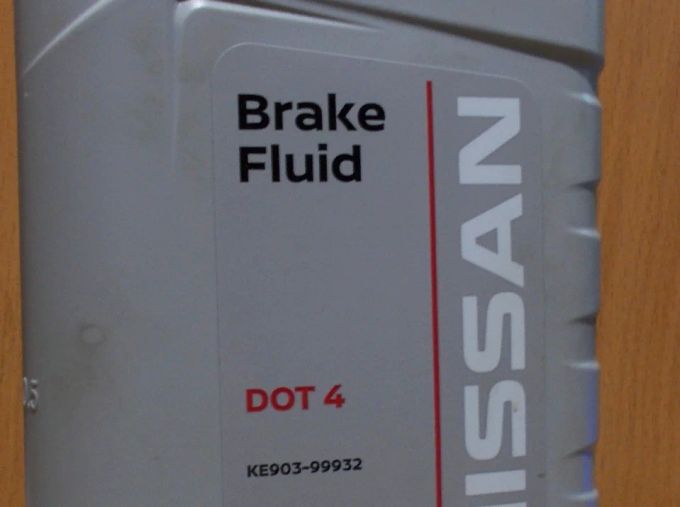 Brake
Fluid
DOT 4
KE903-99932
NISSAN